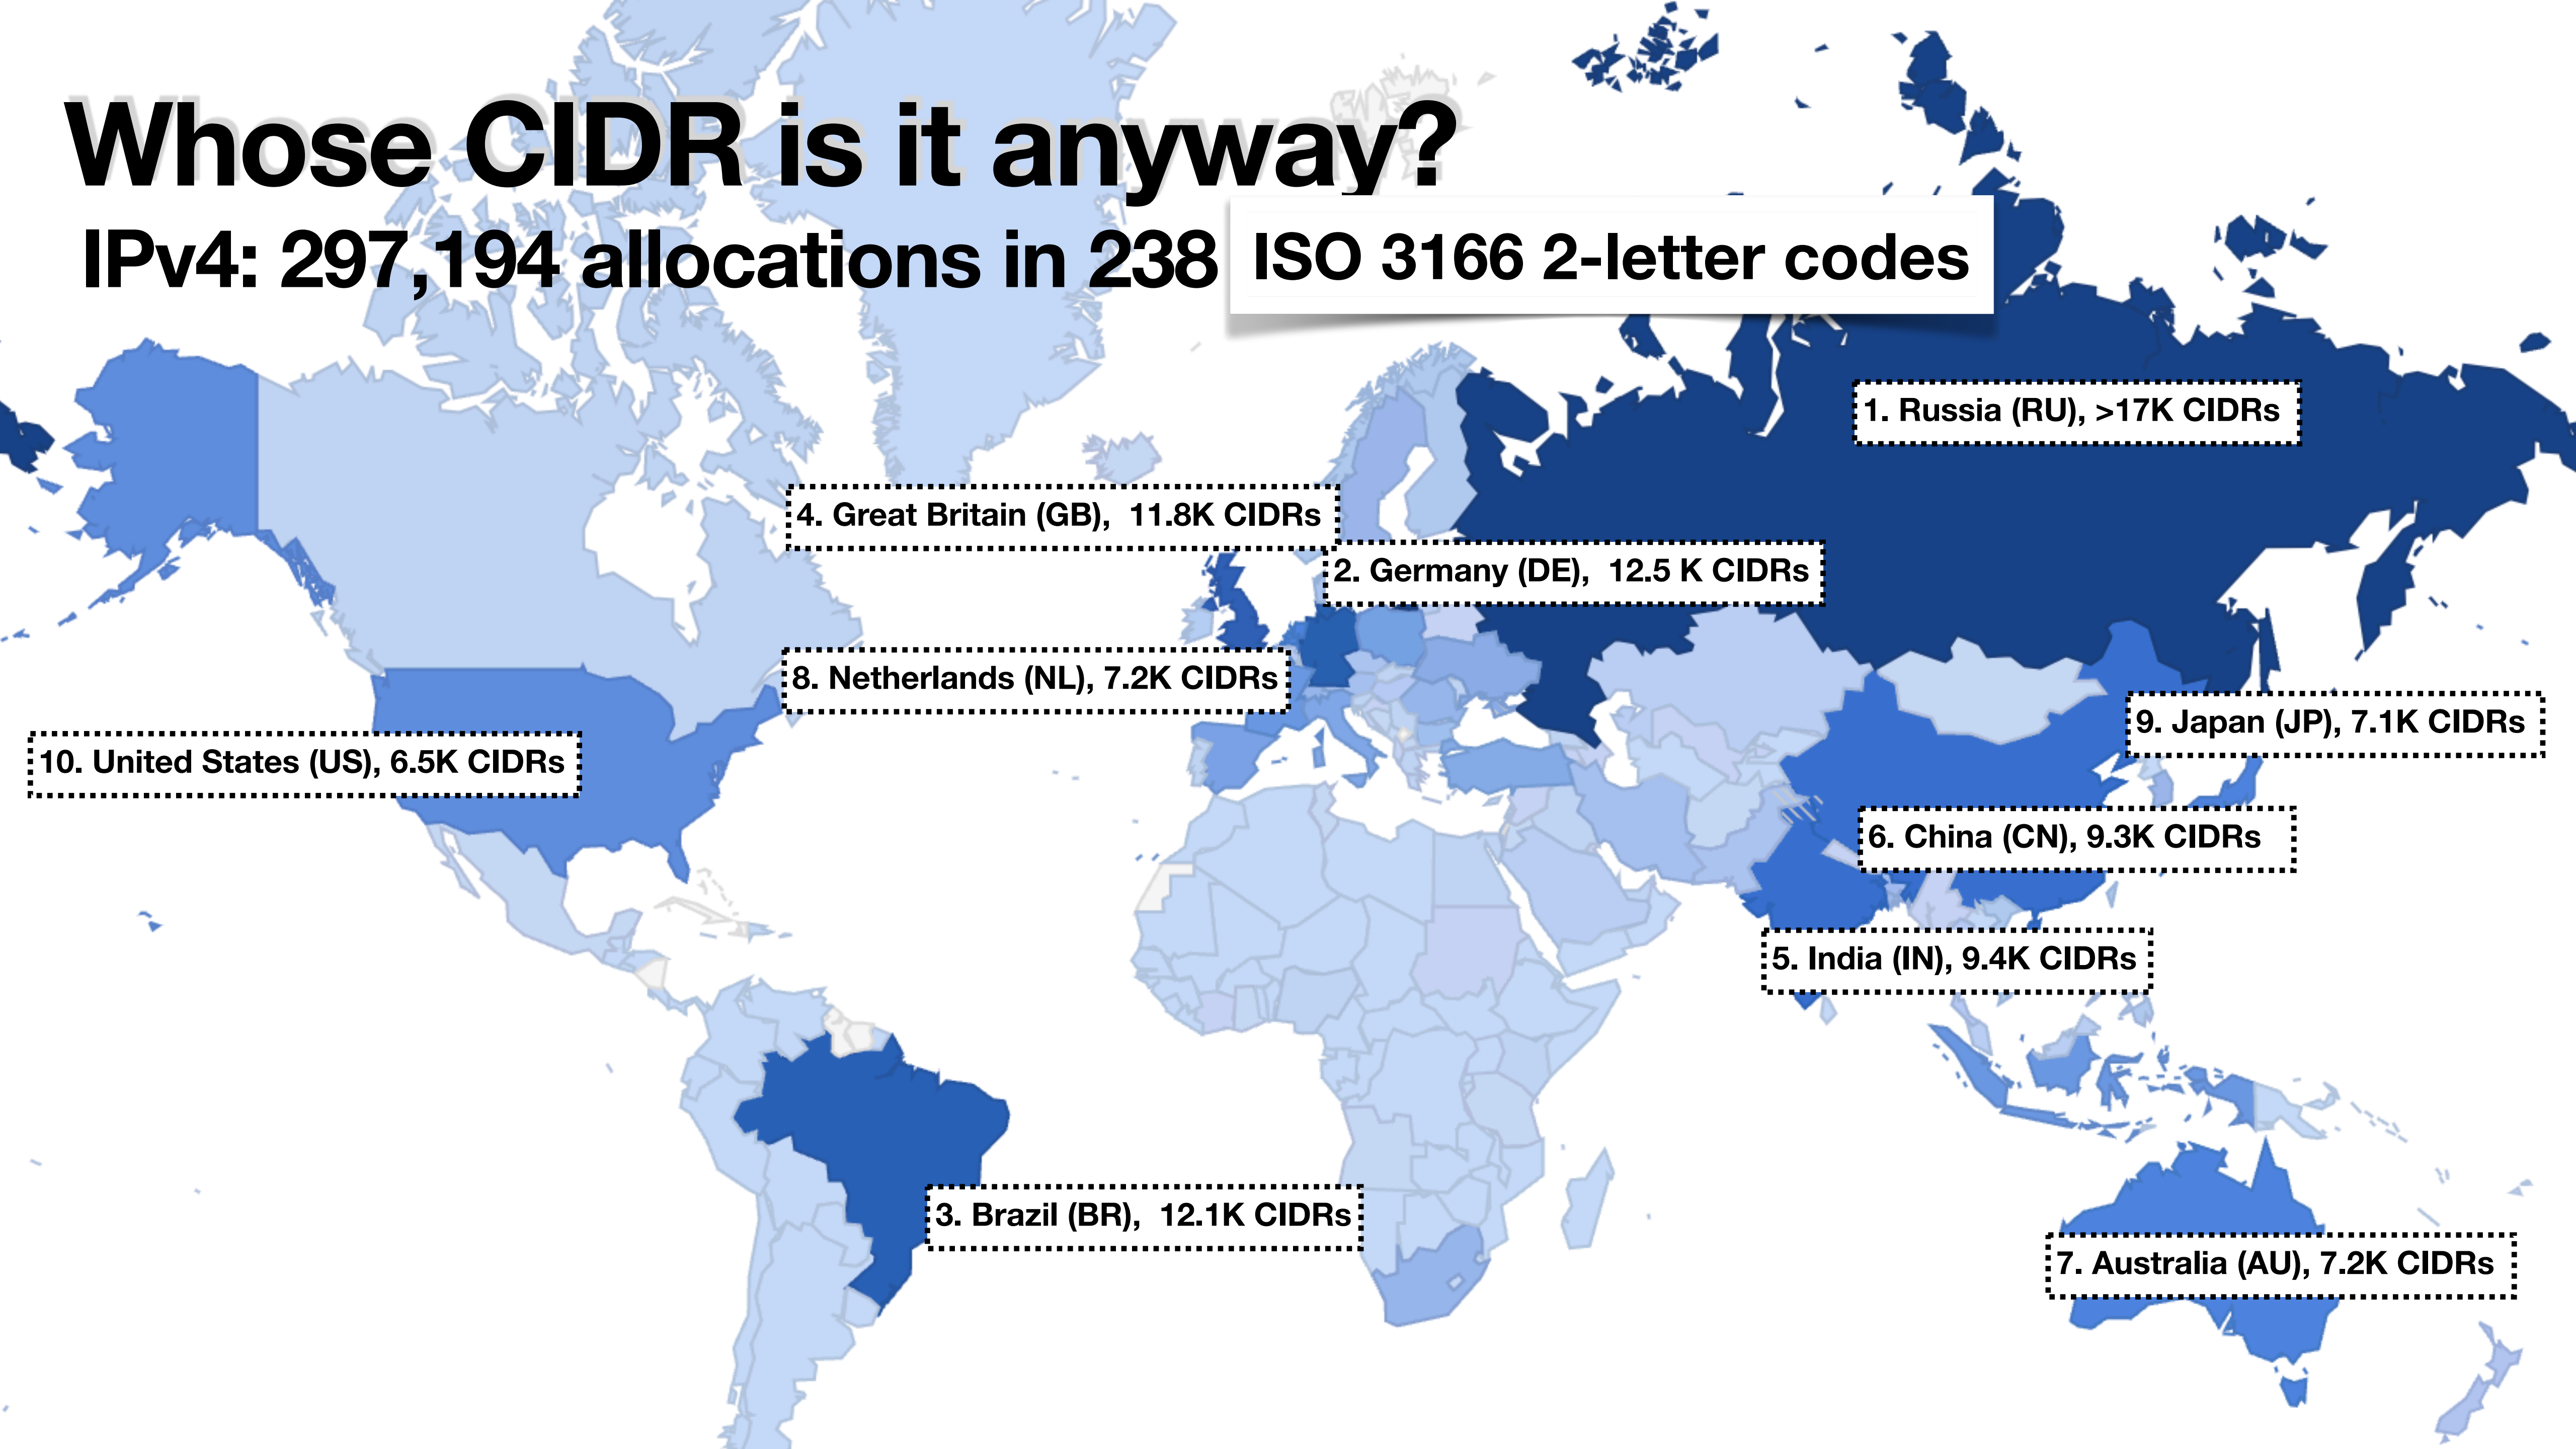 Whose CIDR is it anyway?
IPv4: 297,194 allocations in 238 ISO 3166 2-letter codes
1. Russia (RU), >17K CIDRs
4. Great Britain (GB),  11.8K CIDRs
2. Germany (DE),  12.5 K CIDRs
8. Netherlands (NL), 7.2K CIDRs
9. Japan (JP), 7.1K CIDRs
10. United States (US), 6.5K CIDRs
6. China (CN), 9.3K CIDRs
5. India (IN), 9.4K CIDRs
3. Brazil (BR),  12.1K CIDRs
7. Australia (AU), 7.2K CIDRs